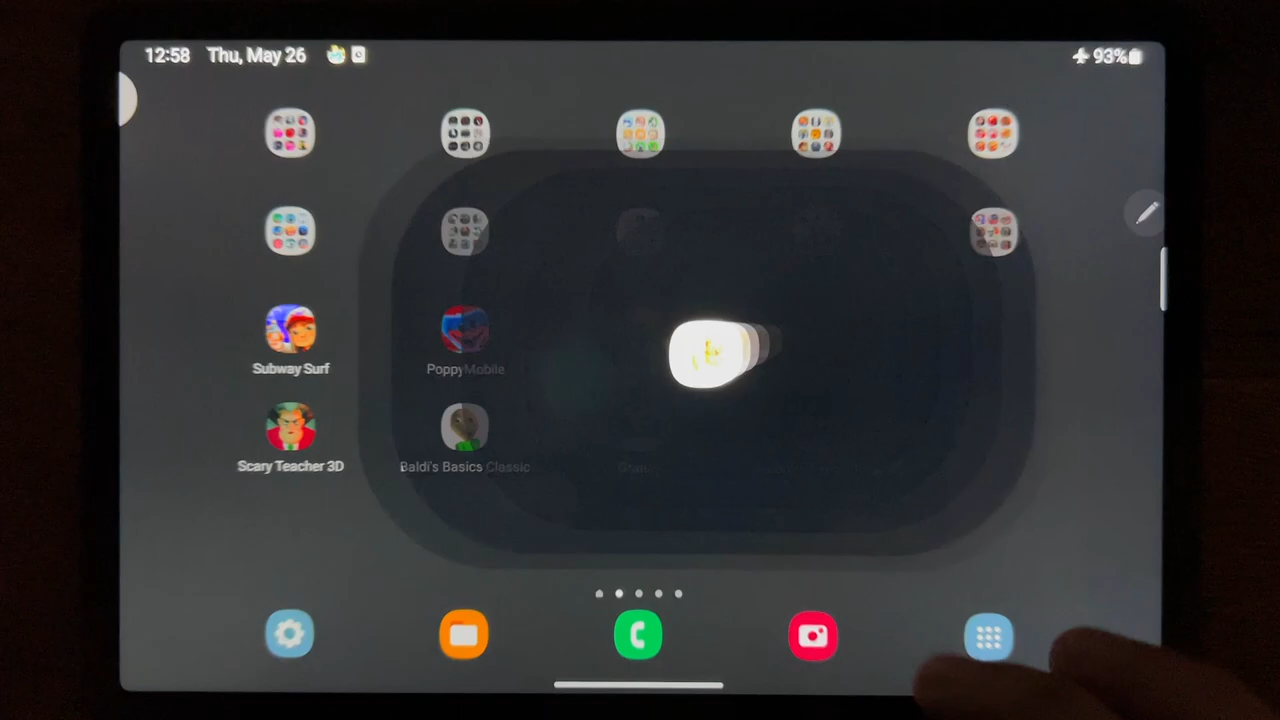 12:58 Thu, May 26 93%
Subway Surf PoppyMobile
Scary Teacher 3D Baldi's Basics Classic